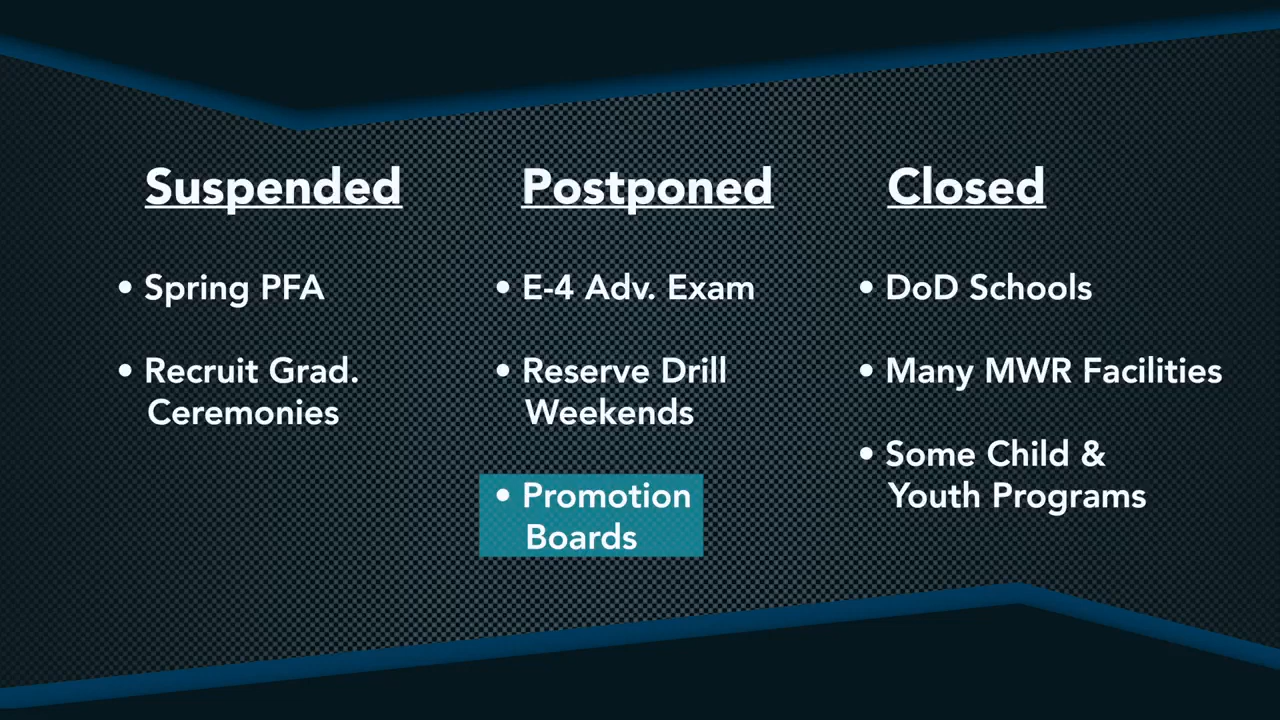 Suspended
• Spring PFA
• Recruit Grad.
Ceremonies
Postponed
• E-4 Adv. Exam
• Reserve Drill
Weekends
• Promotion
Boards
Closed
• DoD Schools
• Many MWR Facilities
• Some Child &
Youth Programs